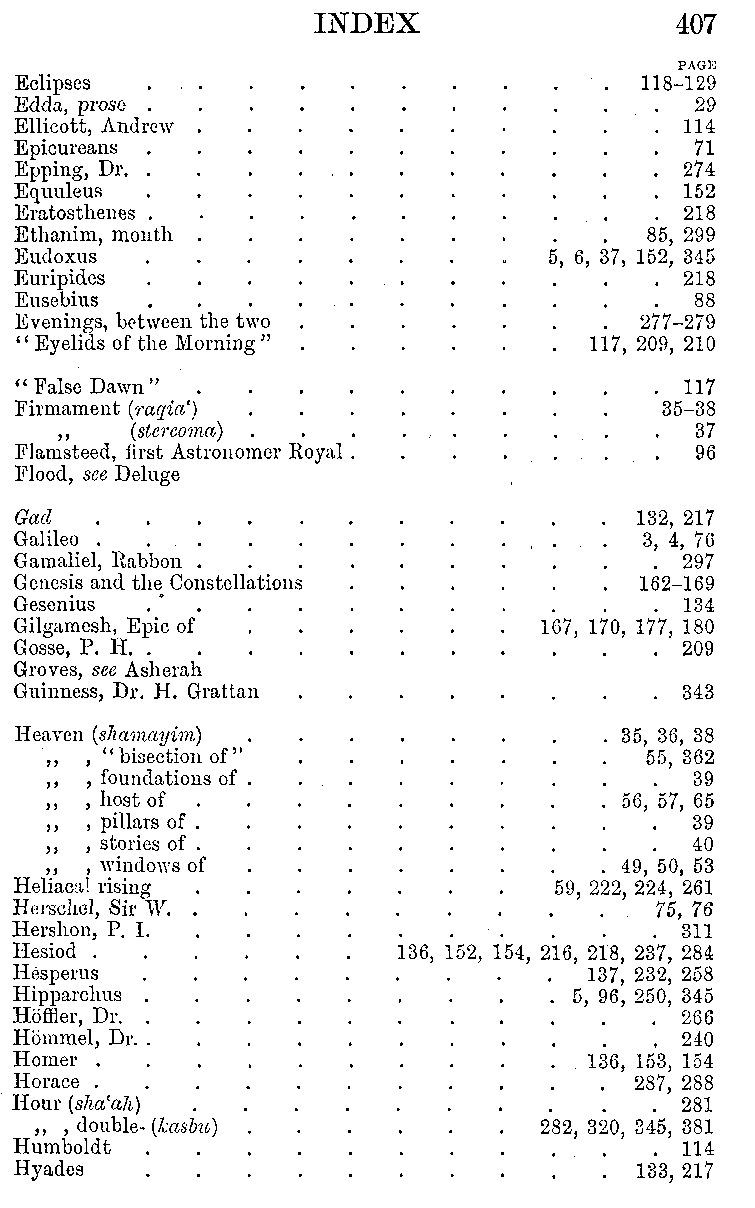 INDEX 407
PAGE
Eclipses . . . . . . . . . . 118–129
Edda, prose . . . . . . . . . . . 29
Ellicott, Andrew . . . . . . . . . . 114
Epicureans . . . . . . . . . . . 71
Epping, Dr. . . . . . . . . . . . 274
Equuleus . . . . . . . . . . . 152
Eratosthenes . . . . . . . . . . . 218
Ethanim, month . . . . . . . . . 85, 299
Eudoxus . . . . . . . . 5, 6, 37, 152, 345
Euripides . . . . . . . . . . . 218
Eusebius . . . . . . . . . . . 88
Evenings, between the two . . . . . . . 277–279
“Eyelids of the Morning” . . . . . . 117, 209, 210
“False Dawn” . . . . . . . . . . 117
Firmament (raqia‘) . . . . . . . . 35–38
„ (stereoma) . . . . . . . . . 37
Flamsteed, first Astronomer Royal . . . . . . . 96
Flood, see Deluge
Gad . . . . . . . . . . . 132, 217
Galileo . . . . . . . . . . . 3, 4, 76
Gamaliel, Rabbon . . . . . . . . . . 297
Genesis and the Constellations . . . . . . 162–169
Gesenius . . . . . . . . . . . 134
Gilgamesh, Epic of . . . . . . 167, 170, 177, 180
Gosse, P. H. . . . . . . . . . . . 209
Groves, see Asherah
Guinness, Dr. H. Grattan . . . . . . . . 343
Heaven (shamayim) . . . . . . . . 35, 36, 38
„ , “bisection of” . . . . . . . 55, 362
„ , foundations of . . . . . . . . . 39
„ , host of . . . . . . . . . 56, 57, 65
„ , pillars of . . . . . . . . . . 39
„ , stories of . . . . . . . . . . 40
„ , windows of . . . . . . . . 49, 50, 53
Heliacal rising . . . . . . . 59, 222, 224, 261
Herschel, Sir W. . . . . . . . . . 75, 76
Hershon, P. I. . . . . . . . . . . 311
Hesiod . . . . . . 136, 152, 154, 216, 218, 237, 284
Hesperus . . . . . . . . . 137, 232, 258
Hipparchus . . . . . . . . . 5, 96, 250, 345
Höffler, Dr. . . . . . . . . . . . 266
Hömmel, Dr. . . . . . . . . . . . 240
Homer . . . . . . . . . . 136, 153, 154
Horace . . . . . . . . . . . 287, 288
Hour (sha‘ah) . . . . . . . . . . 281
„ , double- (kasbu) . . . . . . 282, 320, 345, 381
Humboldt . . . . . . . . . . . 114
Hyades . . . . . . . . . . 133, 217